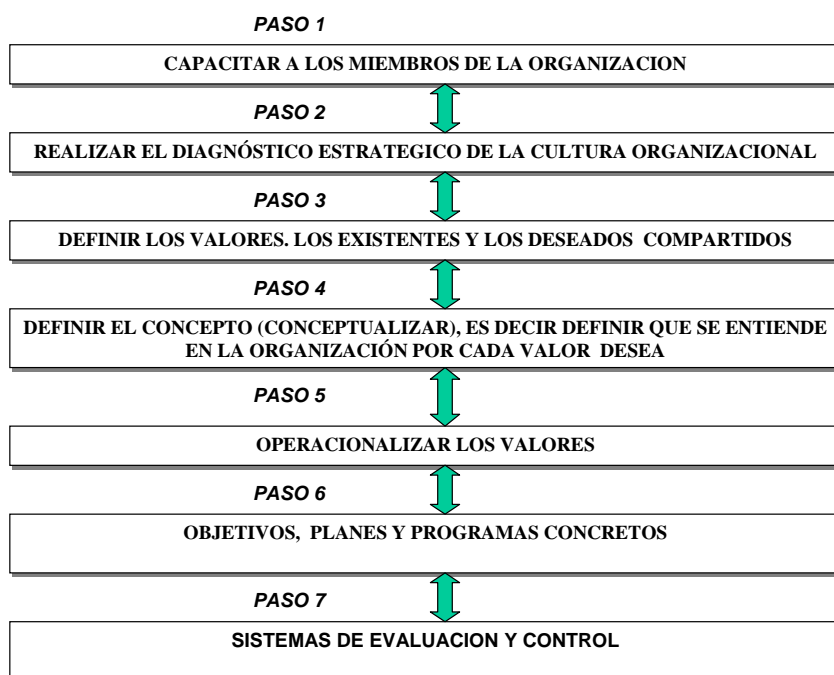 PASO 1
CAPACITAR A LOS MIEMBROS DE LA ORGANIZACION
PASO 2
REALIZAR EL DIAGNÓSTICO ESTRATEGICO DE LA CULTURA ORGANIZACIONAL
PASO 3
DEFINIR LOS VALORES. LOS EXISTENTES Y LOS DESEADOS COMPARTIDOS
PASO 4
DEFINIR EL CONCEPTO (CONCEPTUALIZAR), ES DECIR DEFINIR QUE SE ENTIENDE
EN LA ORGANIZACIÓN POR CADA VALOR DESEA
PASO 5
OPERACIONALIZAR LOS VALORES
PASO 6
OBJETIVOS, PLANES Y PROGRAMAS CONCRETOS
PASO 7
SISTEMAS DE EVALUACION Y CONTROL